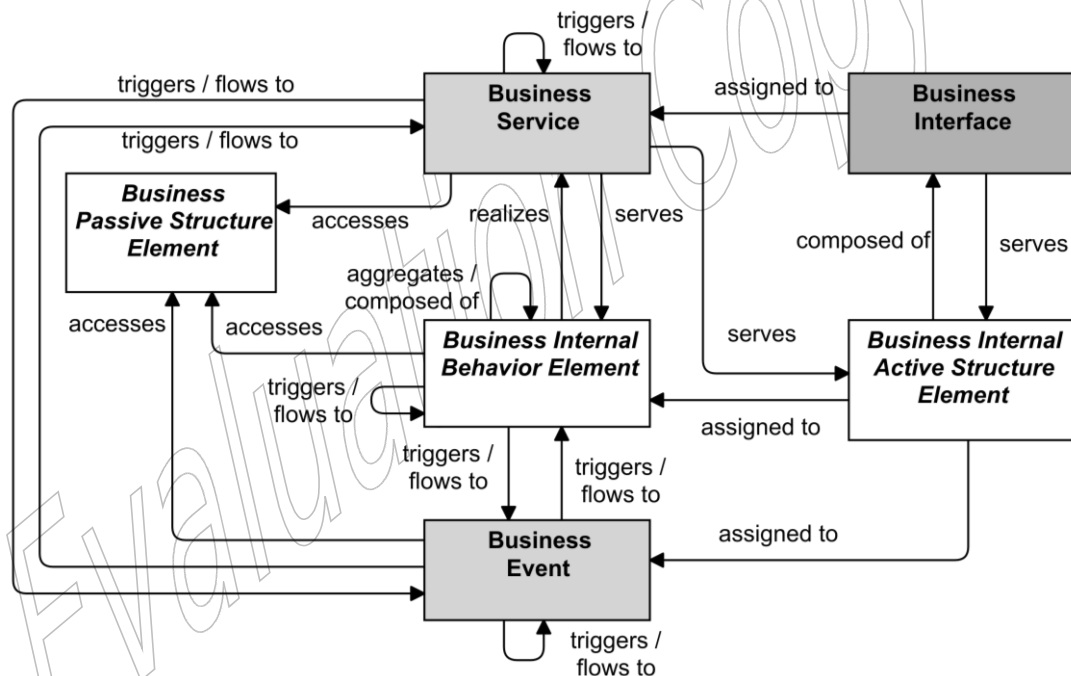 triggers /
flows to
triggers / flows to
Business
Service
assigned to
Business
Interface
triggers / flows to
Business
Passive Structure
Element
accesses
realizes
serves
composed of
serves
aggregates /
composed of
accesses
accesses
Business Internal
Behavior Element
serves
Business Internal
Active Structure
Element
triggers /
flows to
assigned to
triggers /
flows to
triggers /
flows to
Business
Event
assigned to
triggers /
flows to
Evaluation Copy